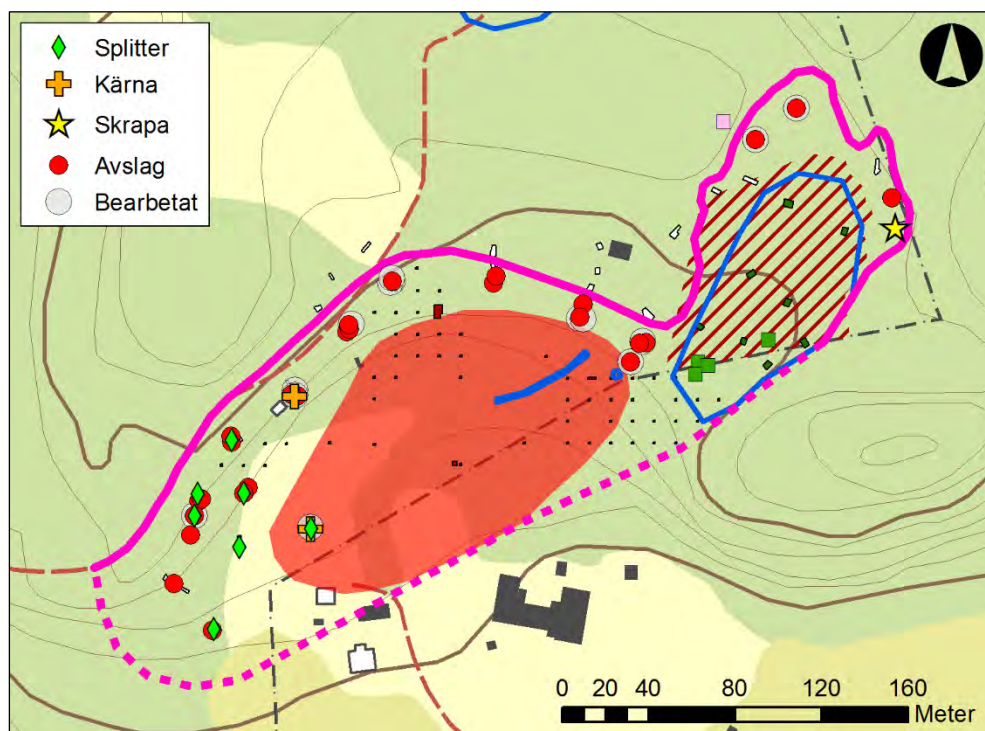 Splitter
Kärna
Skrapa
Avslag
Bearbetat
0 20 40 80 120 160
Meter